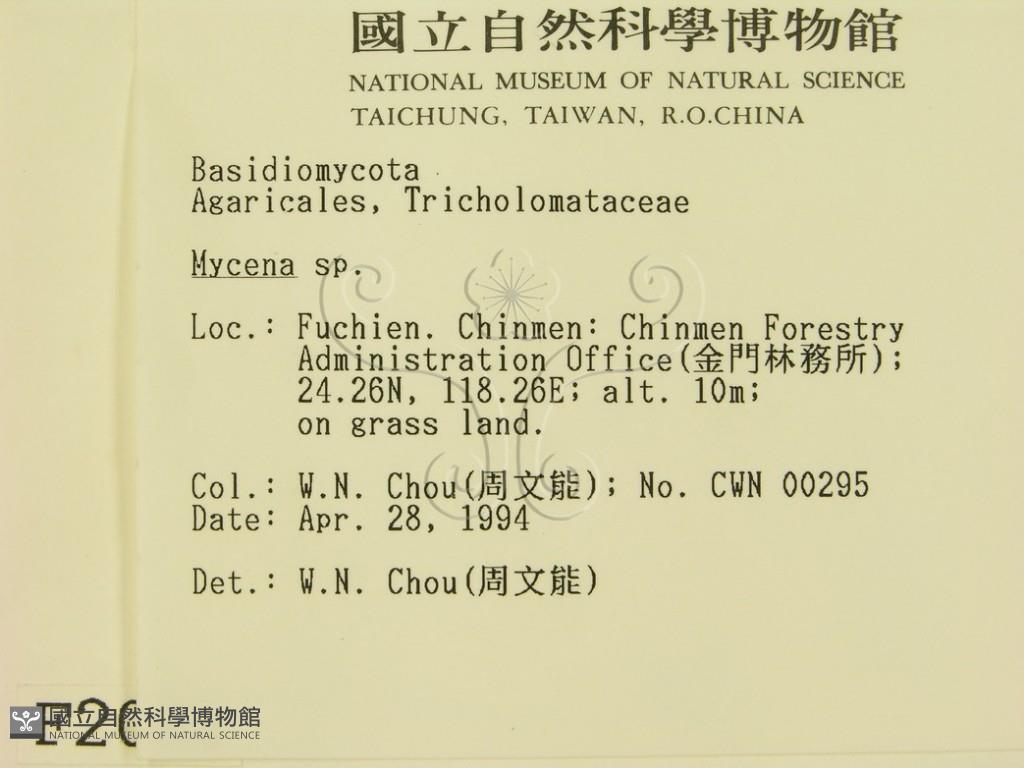 國立自然科學博物館
NATIONAL MUSEUM OF NATURAL SCIENCE
TAICHUNG, TAIWAN, R.O.CHINA
Basidiomycota
Agaricales, Tricholomataceae
Mycena sp.
Loc.: Fuchien. Chinmen: Chinmen Forestry
Administration Office(金門林務所);
24.26N, 118.26E; alt. 10m;
on grass land.
Col.: W.N. Chou(周文能); No. CWN 00295
Date: Apr. 28, 1994
Det.: W.N. Chou(周文能)
國立自然科學博物館
NATIONAL MUSEUM OF NATURAL SCIENCE